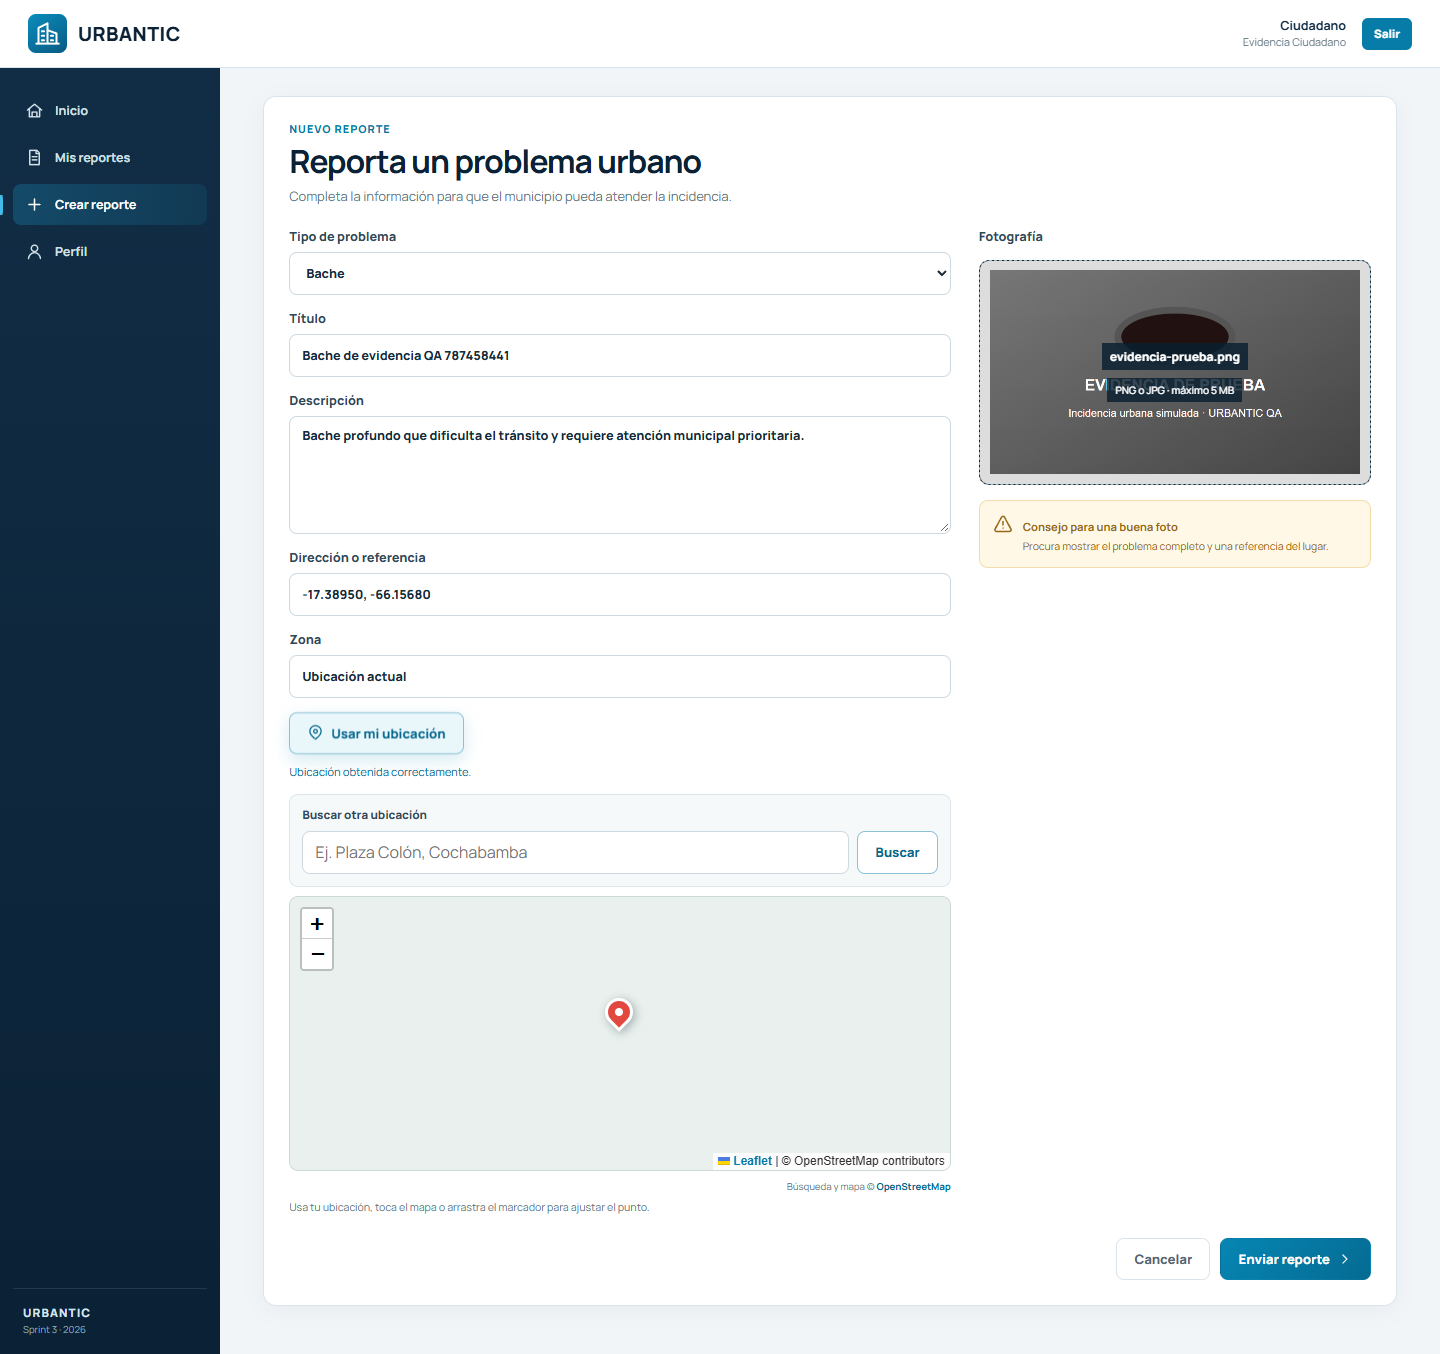 URBANTIC
Ciudadano
Evidencia Ciudadano
Salir
Inicio
Mis reportes
Crear reporte
Perfil
NUEVO REPORTE
Reporta un problema urbano
Completa la información para que el municipio pueda atender la incidencia.
Tipo de problema
Bache
Título
Bache de evidencia QA 787458441
Descripción
Bache profundo que dificulta el tránsito y requiere atención municipal prioritaria.
Dirección o referencia
-17.38950, -66.15680
Zona
Ubicación actual
Usar mi ubicación
Ubicación obtenida correctamente.
Buscar otra ubicación
Ej. Plaza Colón, Cochabamba
Buscar
+
−
Leaflet | © OpenStreetMap contributors
Búsqueda y mapa © OpenStreetMap
Usa tu ubicación, toca el mapa o arrastra el marcador para ajustar el punto.
Fotografía
evidencia-prueba.png
EVIDENCIA DE PRUEBA
PNG o JPG · máximo 5 MB
Incidencia urbana simulada · URBANTIC QA
Consejo para una buena foto
Procura mostrar el problema completo y una referencia del lugar.
Cancelar
Enviar reporte
URBANTIC
Sprint 3 · 2026